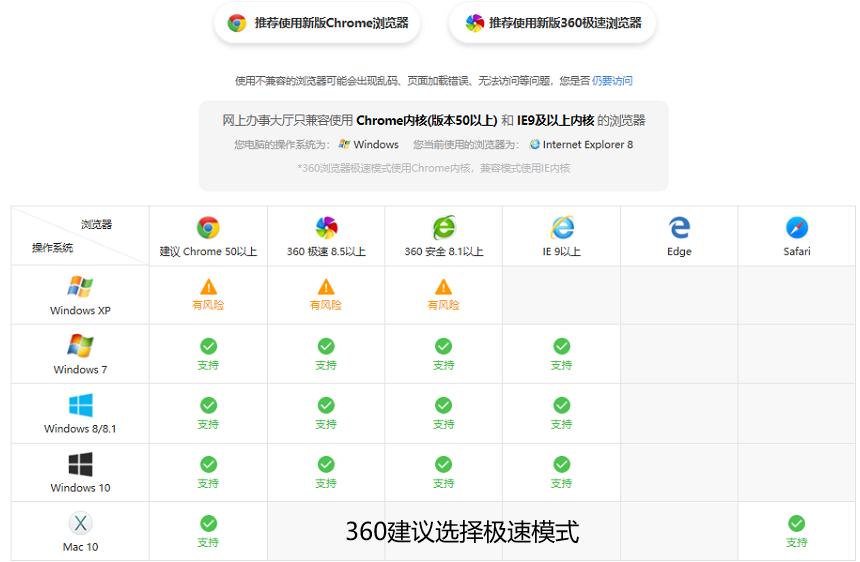 推荐使用新版Chrome浏览器 推荐使用新版360极速浏览器
使用不兼容的浏览器可能会出现乱码、页面加载错误、无法访问等问题，您是否 仍要访问
网上办事大厅只兼容使用 Chrome内核(版本50以上) 和 IE9及以上内核 的浏览器
您电脑的操作系统为： Windows 您当前使用的浏览器为： Internet Explorer 8
*360浏览器极速模式使用Chrome内核，兼容模式使用IE内核
浏览器
操作系统
建议 Chrome 50以上 360 极速 8.5以上 360 安全 8.1以上 IE 9以上 Edge Safari
Windows XP 有风险 有风险 有风险
Windows 7 支持 支持 支持 支持
Windows 8/8.1 支持 支持 支持 支持
Windows 10 支持 支持 支持 支持
Mac 10 支持 360建议选择极速模式 支持